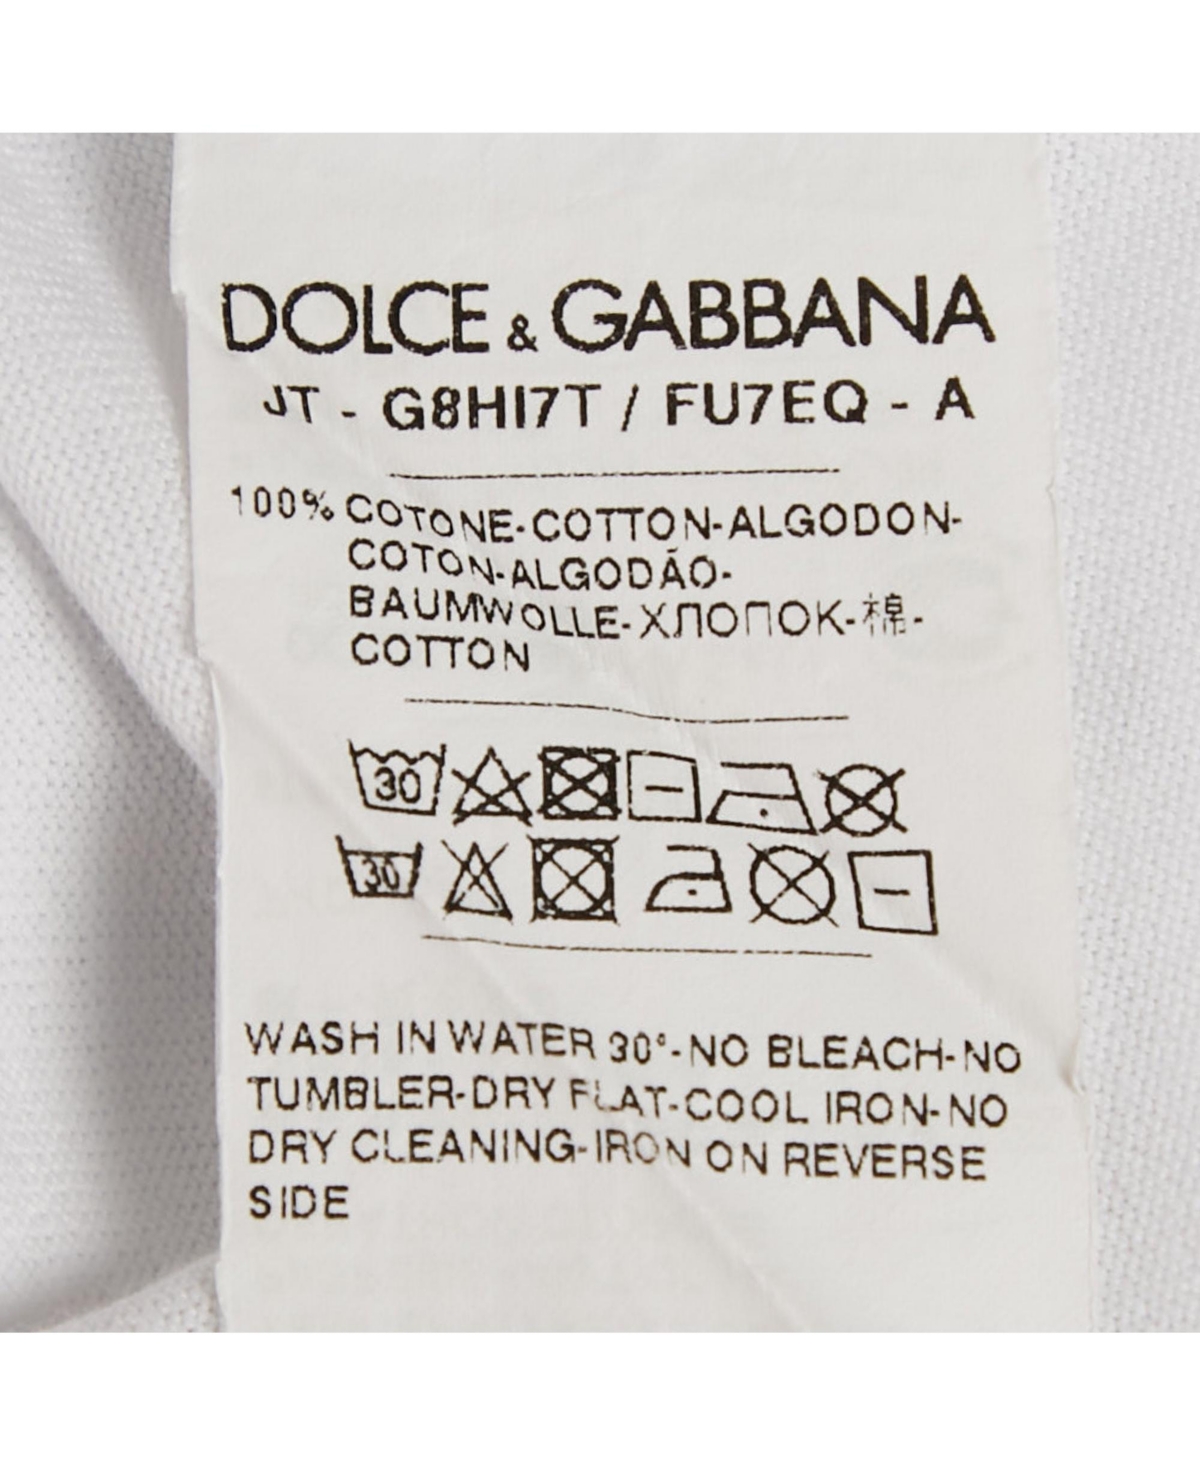 DOLCE & GABBANA
JT - G8HI7T / FU7EQ - A
100% COTONE-COTTON-ALGODON-
COTON-ALGODÃO-
BAUMWOLLE-ХЛОПОК-棉-
COTTON
30
30
WASH IN WATER 30°-NO BLEACH-NO
TUMBLER-DRY FLAT-COOL IRON-NO
DRY CLEANING-IRON ON REVERSE
SIDE